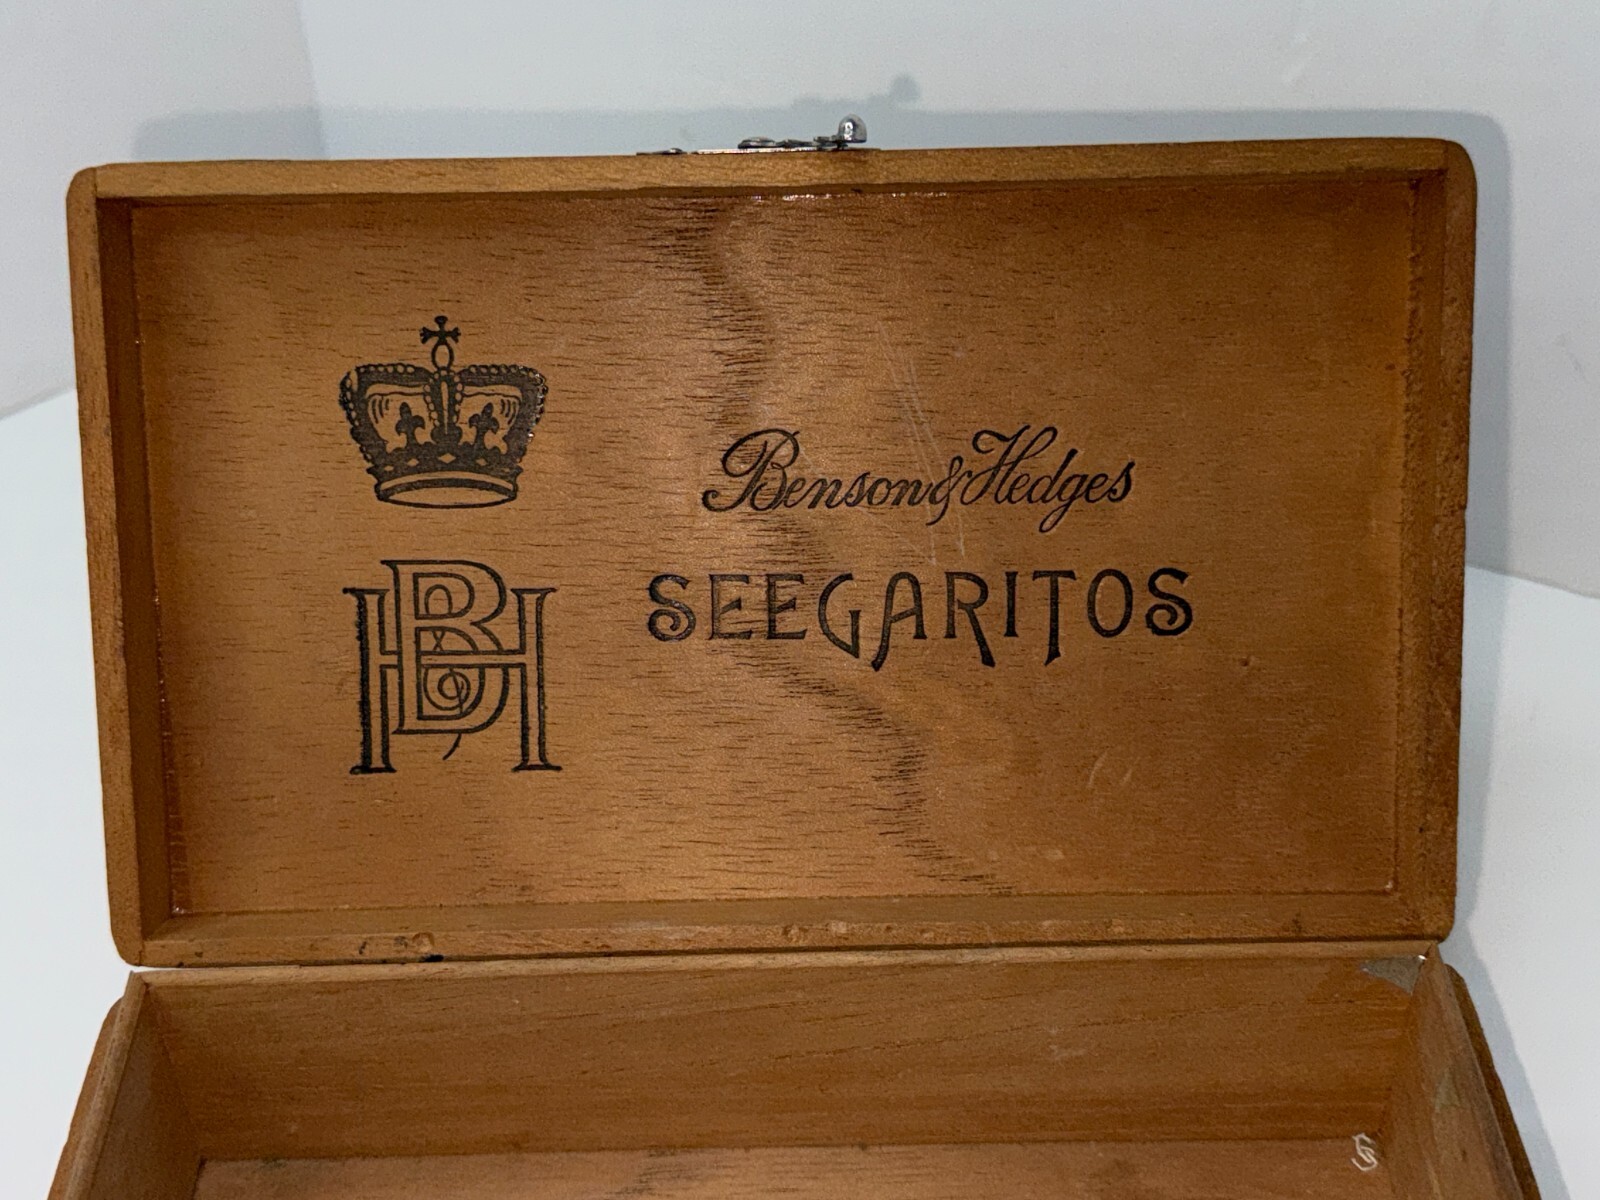 Benson & Hedges
SEEGARITOS
B&H